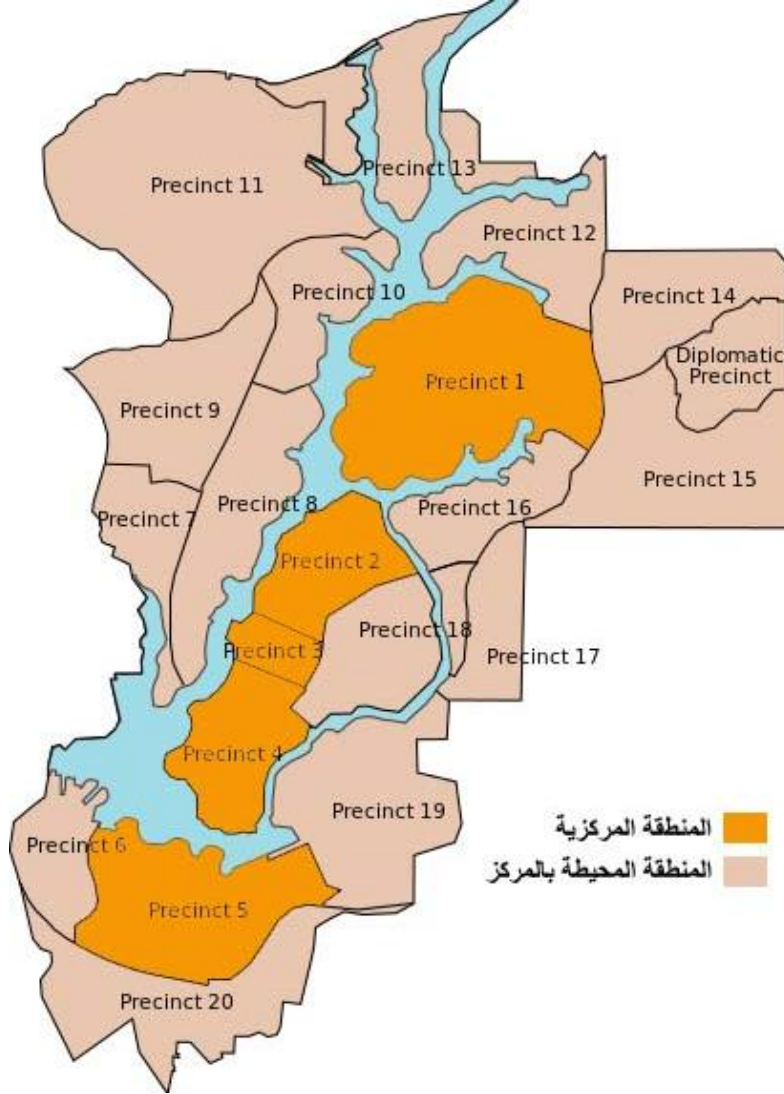 Precinct 13
Precinct 11
Precinct 12
Precinct 10
Precinct 14
Diplomatic
Precinct
Precinct 1
Precinct 9
Precinct 15
Precinct 8
Precinct 16
Precinct 7
Precinct 2
Precinct 18
Precinct 3
Precinct 17
Precinct 4
Precinct 19
المنطقة المركزية
Precinct 6
المنطقة المحيطة بالمركز
Precinct 5
Precinct 20